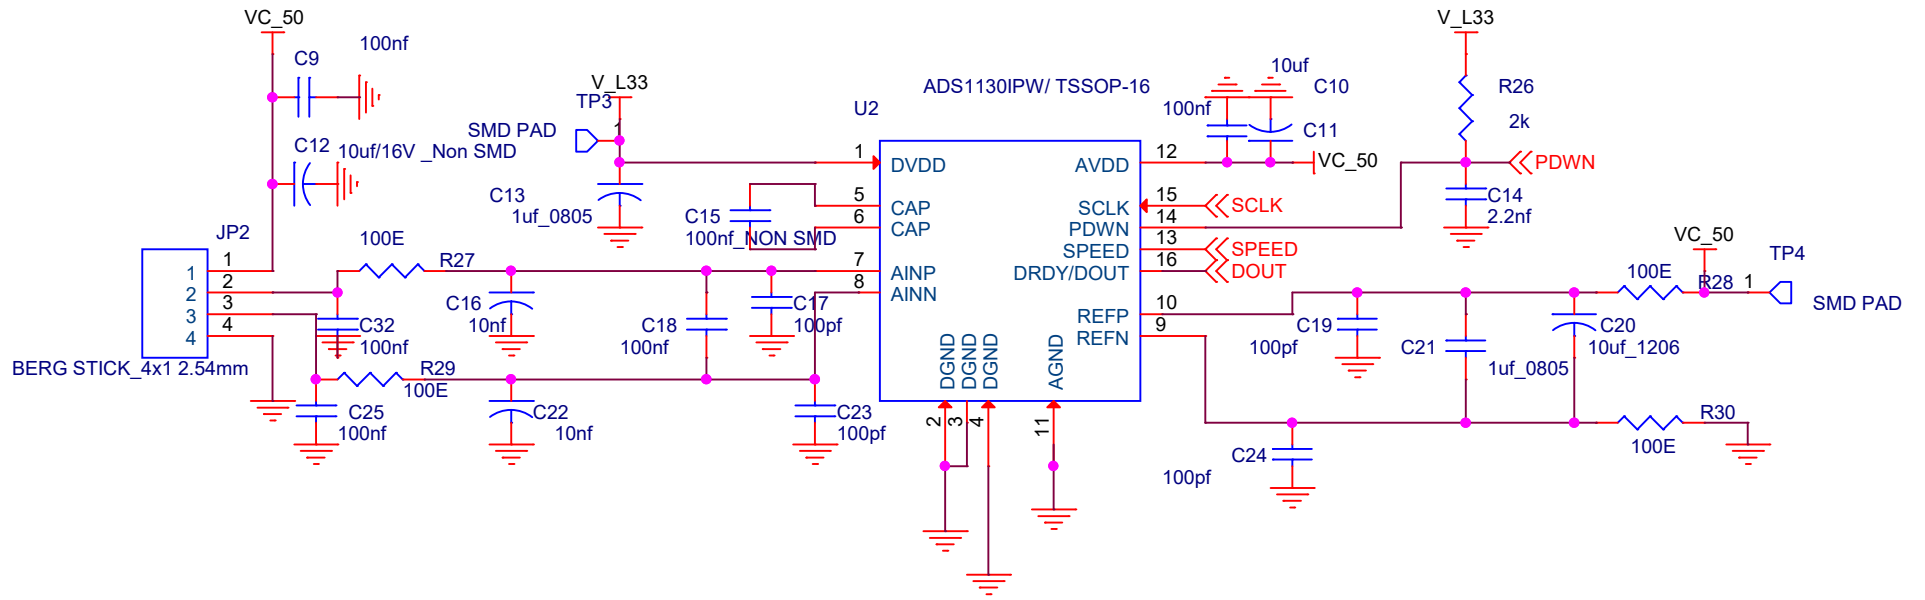 VC_50
C9
100nf
C12
10uf/16V _Non SMD
JP2
1
2
3
4
1
2
3
4
BERG STICK_4x1 2.54mm
100E
R27
C32
100nf
R29
100E
C25
100nf
V_L33
TP3
SMD PAD
1
C13
1uf_0805
C15
100nf_NON SMD
C16
10nf
C18
100nf
C17
100pf
C22
10nf
C23
100pf
U2
ADS1130IPW/ TSSOP-16
1
DVDD
5
CAP
6
CAP
7
AINP
8
AINN
DGND
DGND
DGND
AGND
2
3
4
11
AVDD
12
SCLK
15
PDWN
14
SPEED
13
DRDY/DOUT
16
REFP
10
REFN
9
100nf
10uf
C10
C11
VC_50
SCLK
SPEED
DOUT
V_L33
R26
2k
PDWN
C14
2.2nf
VC_50
TP4
100E
R28
1
SMD PAD
C19
100pf
C21
1uf_0805
C20
10uf_1206
C24
100pf
R30
100E